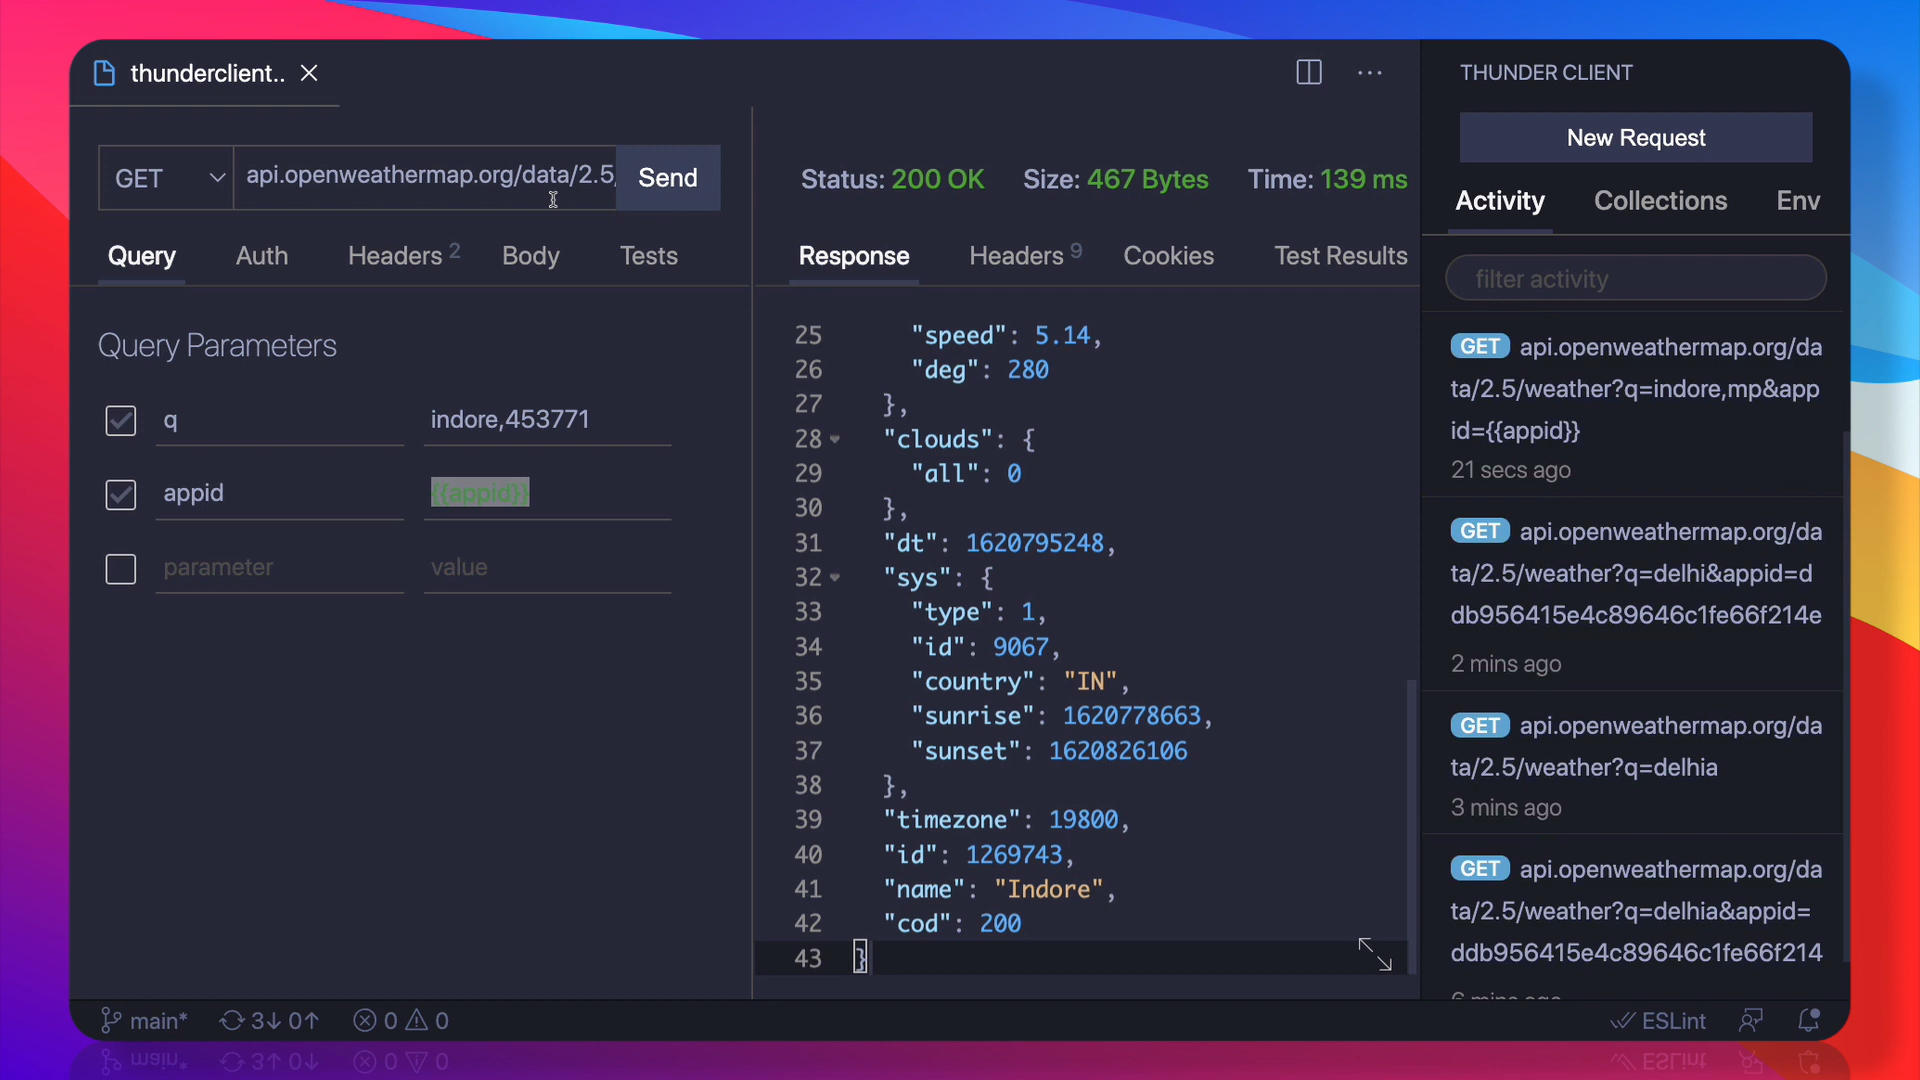 thunderclient..
THUNDER CLIENT
New Request
GET
api.openweathermap.org/data/2.5/
Send
Status: 200 OK
Size: 467 Bytes
Time: 139 ms
Activity
Collections
Env
Query
Auth
Headers 2
Body
Tests
Response
Headers 9
Cookies
Test Results
filter activity
Query Parameters
q
indore,453771
appid
{{appid}}
parameter
value
25 "speed": 5.14,
26 "deg": 280
27 },
28 "clouds": {
29 "all": 0
30 },
31 "dt": 1620795248,
32 "sys": {
33 "type": 1,
34 "id": 9067,
35 "country": "IN",
36 "sunrise": 1620778663,
37 "sunset": 1620826106
38 },
39 "timezone": 19800,
40 "id": 1269743,
41 "name": "Indore",
42 "cod": 200
43 }
GET api.openweathermap.org/da
ta/2.5/weather?q=indore,mp&app
id={{appid}}
21 secs ago
GET api.openweathermap.org/da
ta/2.5/weather?q=delhi&appid=d
db956415e4c89646c1fe66f214e
2 mins ago
GET api.openweathermap.org/da
ta/2.5/weather?q=delhia
3 mins ago
GET api.openweathermap.org/da
ta/2.5/weather?q=delhia&appid=
ddb956415e4c89646c1fe66f214
main*
3↓ 0↑
0
0
ESLint